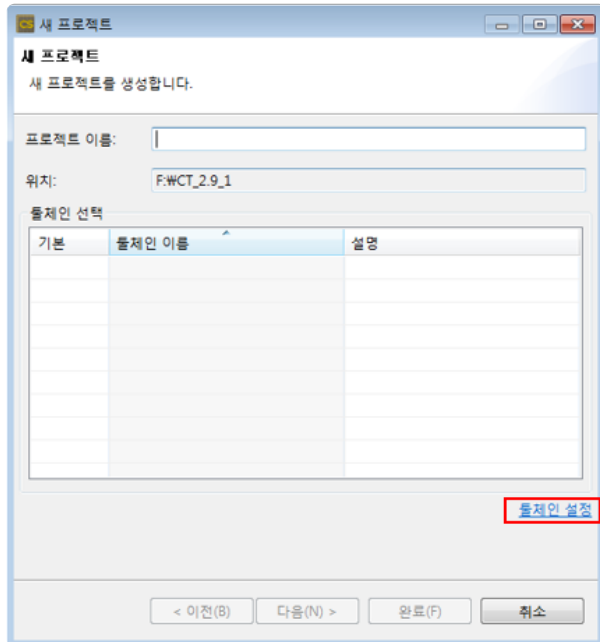 CS 새 프로젝트
새 프로젝트
새 프로젝트를 생성합니다.
프로젝트 이름:
위치: F:₩CT_2.9_1
툴체인 선택
기본 툴체인 이름 설명
툴체인 설정
< 이전(B) 다음(N) > 완료(F) 취소